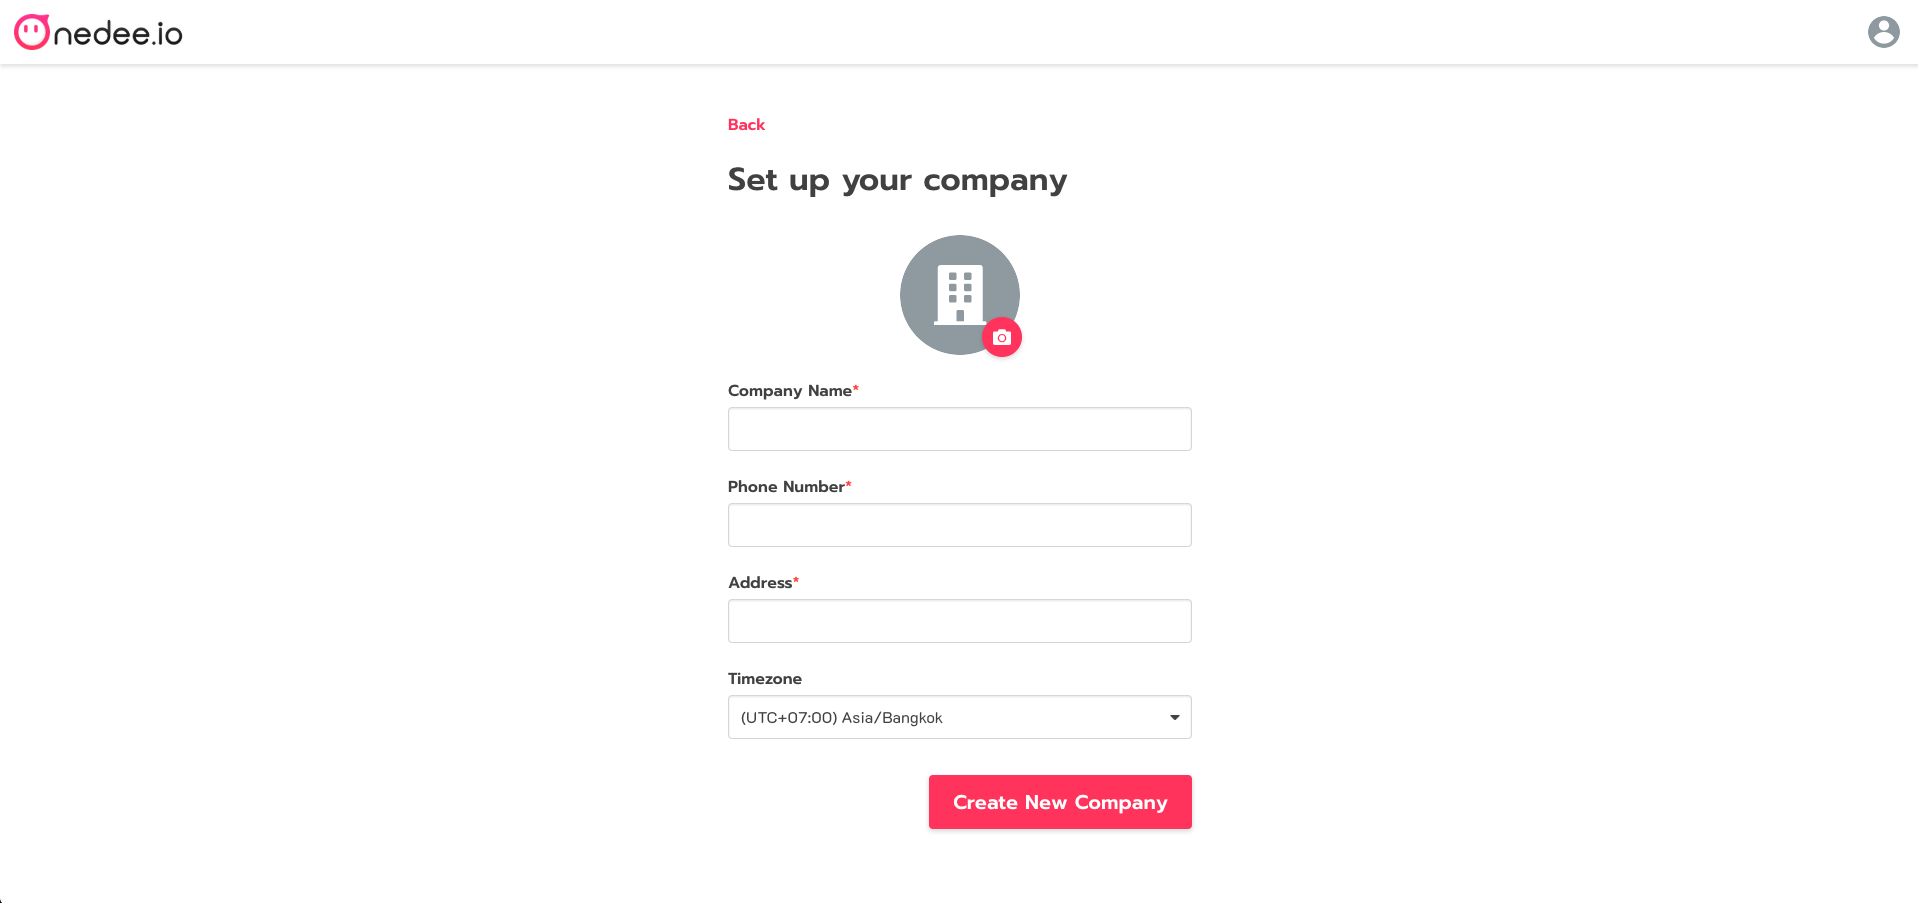 onedee.io
Back
Set up your company
Company Name*
Phone Number*
Address*
Timezone
(UTC+07:00) Asia/Bangkok
Create New Company